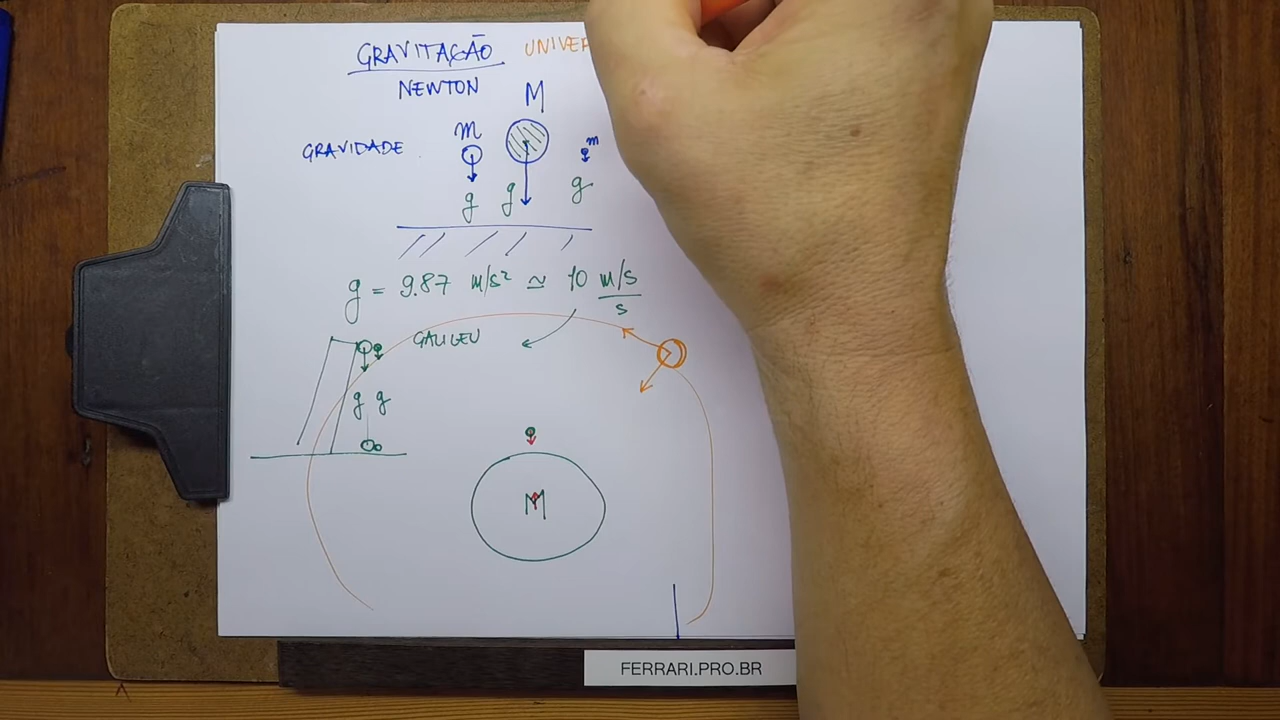 GRAVITAÇÃO
NEWTON
M
m
m
GRAVIDADE
g g g
g = 9.87 m/s² ≃ 10 m/s
s
GALILEU
g g
M
FERRARI.PRO.BR